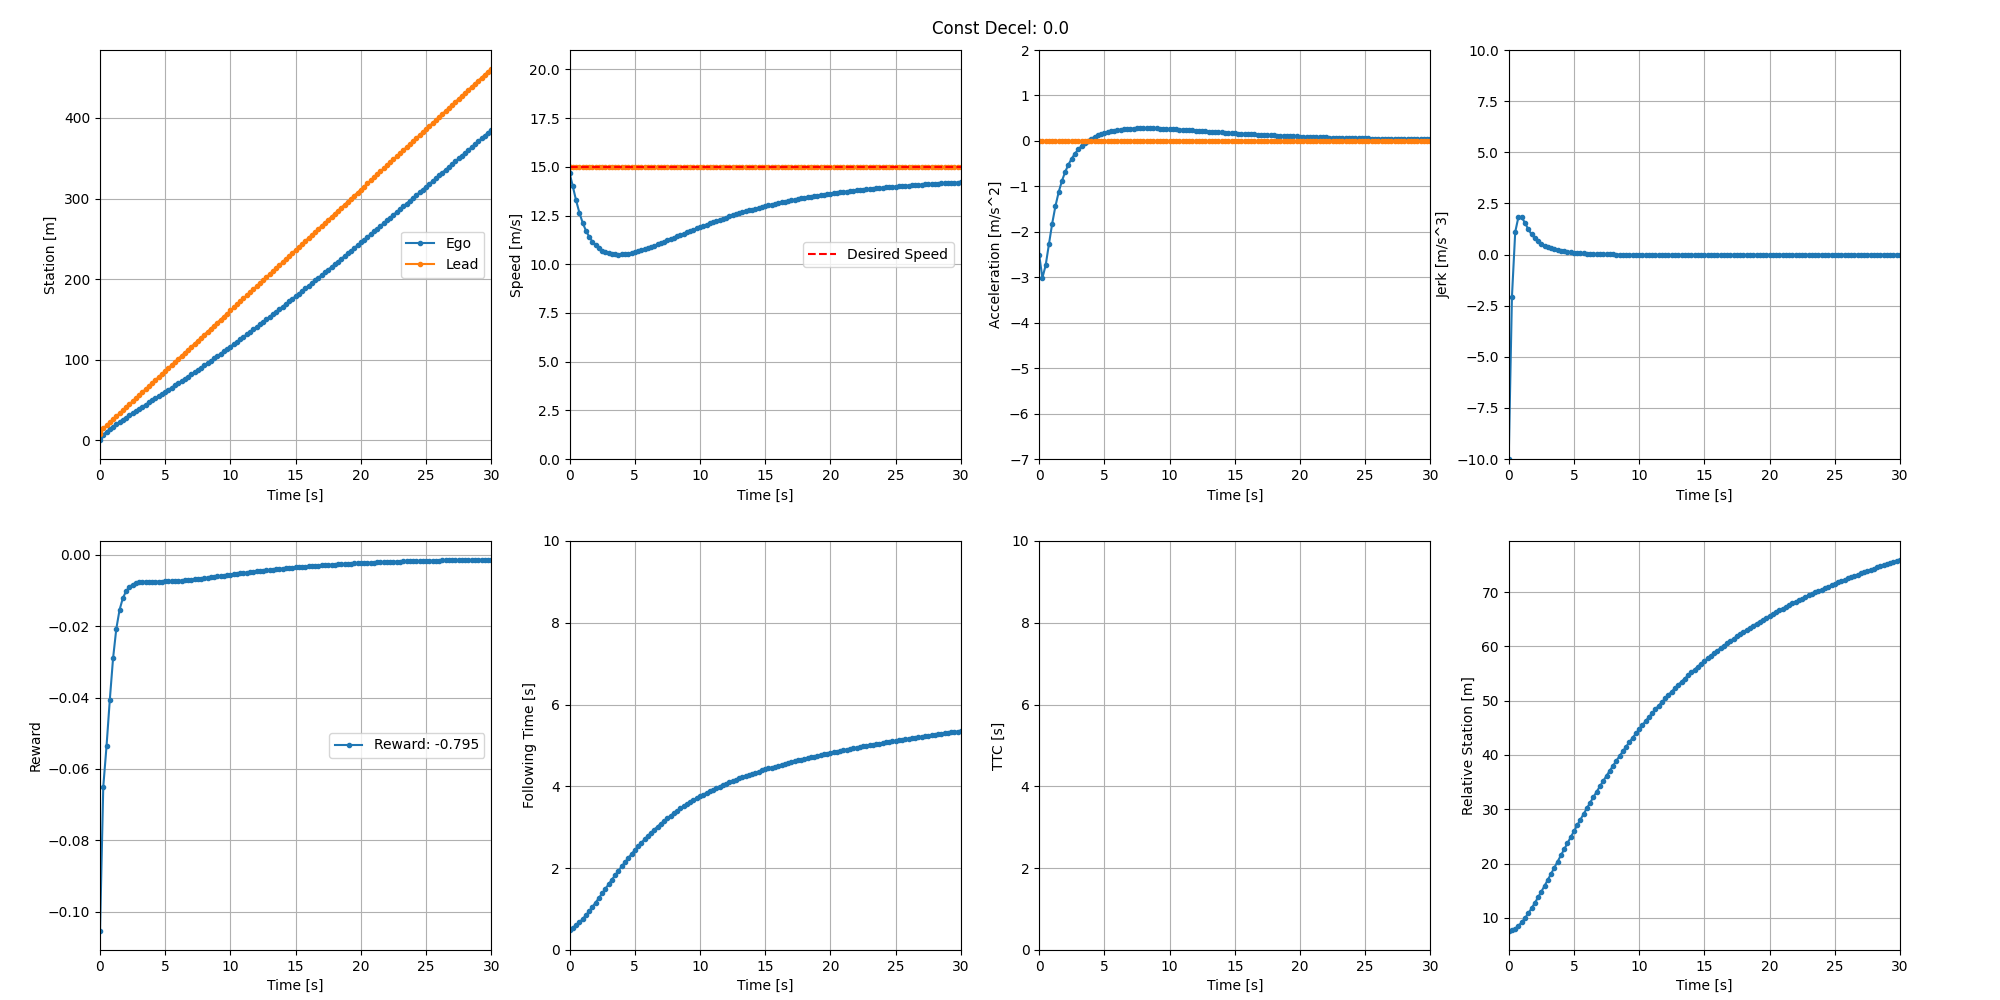 Const Decel: 0.0
Station [m]
400
300
200
100
0
Ego
Lead
0 5 10 15 20 25 30
Time [s]
Speed [m/s]
20.0
17.5
15.0
12.5
10.0
7.5
5.0
2.5
0.0
Desired Speed
0 5 10 15 20 25 30
Time [s]
Acceleration [m/s^2]
2
1
0
−1
−2
−3
−4
−5
−6
−7
0 5 10 15 20 25 30
Time [s]
Jerk [m/s^3]
10.0
7.5
5.0
2.5
0.0
−2.5
−5.0
−7.5
−10.0
0 5 10 15 20 25 30
Time [s]
Reward
0.00
−0.02
−0.04
−0.06
−0.08
−0.10
Reward: -0.795
0 5 10 15 20 25 30
Time [s]
Following Time [s]
10
8
6
4
2
0
0 5 10 15 20 25 30
Time [s]
TTC [s]
10
8
6
4
2
0
0 5 10 15 20 25 30
Time [s]
Relative Station [m]
70
60
50
40
30
20
10
0 5 10 15 20 25 30
Time [s]